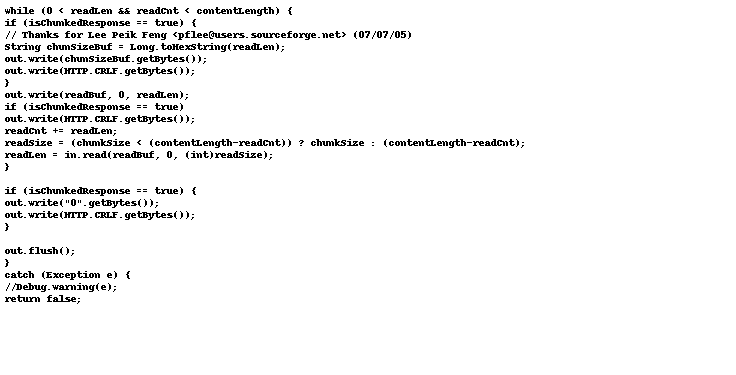 while (0 < readLen && readCnt < contentLength) {
if (isChunkedResponse == true) {
// Thanks for Lee Peik Feng <pflee@users.sourceforge.net> (07/07/05)
String chunSizeBuf = Long.toHexString(readLen);
out.write(chunSizeBuf.getBytes());
out.write(HTTP.CRLF.getBytes());
}
out.write(readBuf, 0, readLen);
if (isChunkedResponse == true)
out.write(HTTP.CRLF.getBytes());
readCnt += readLen;
readSize = (chunkSize < (contentLength-readCnt)) ? chunkSize : (contentLength-readCnt);
readLen = in.read(readBuf, 0, (int)readSize);
}
if (isChunkedResponse == true) {
out.write("0".getBytes());
out.write(HTTP.CRLF.getBytes());
}
out.flush();
}
catch (Exception e) {
//Debug.warning(e);
return false;